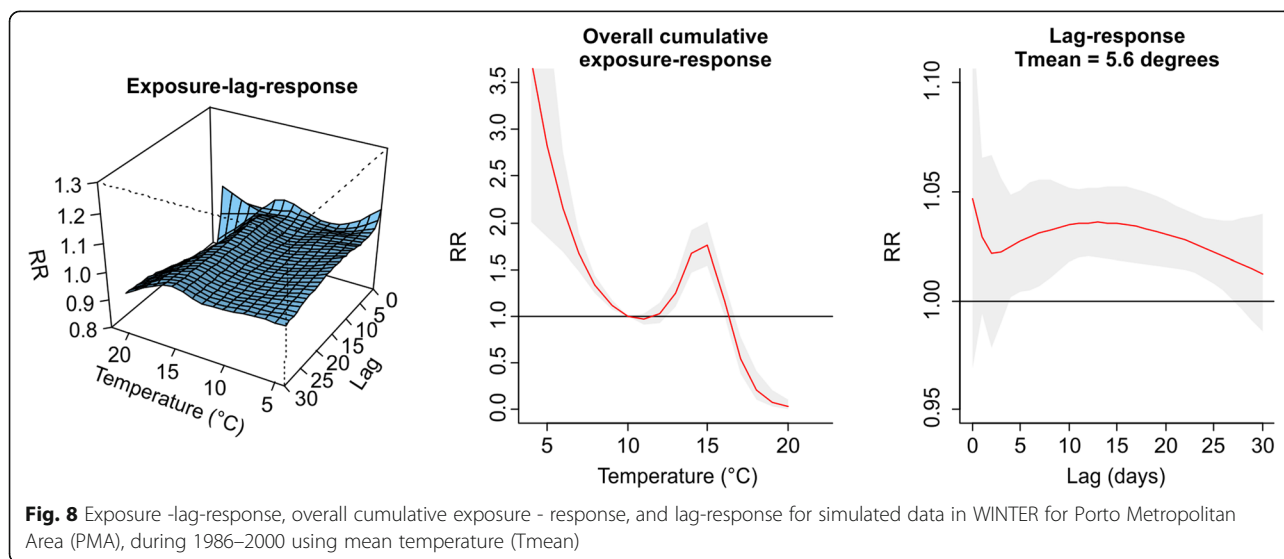 Exposure-lag-response
1.3
1.2
1.1
1.0
0.9
0.8
RR
20
15
10
5
Temperature (°C)
0
5
10
15
20
25
30
Lag
Overall cumulative
exposure-response
3.5
3.0
2.5
2.0
1.5
1.0
0.5
0.0
RR
5
10
15
20
Temperature (°C)
Lag-response
Tmean = 5.6 degrees
1.10
1.05
1.00
0.95
RR
0
5
10
15
20
25
30
Lag (days)
Fig. 8 Exposure -lag-response, overall cumulative exposure - response, and lag-response for simulated data in WINTER for Porto Metropolitan
Area (PMA), during 1986–2000 using mean temperature (Tmean)